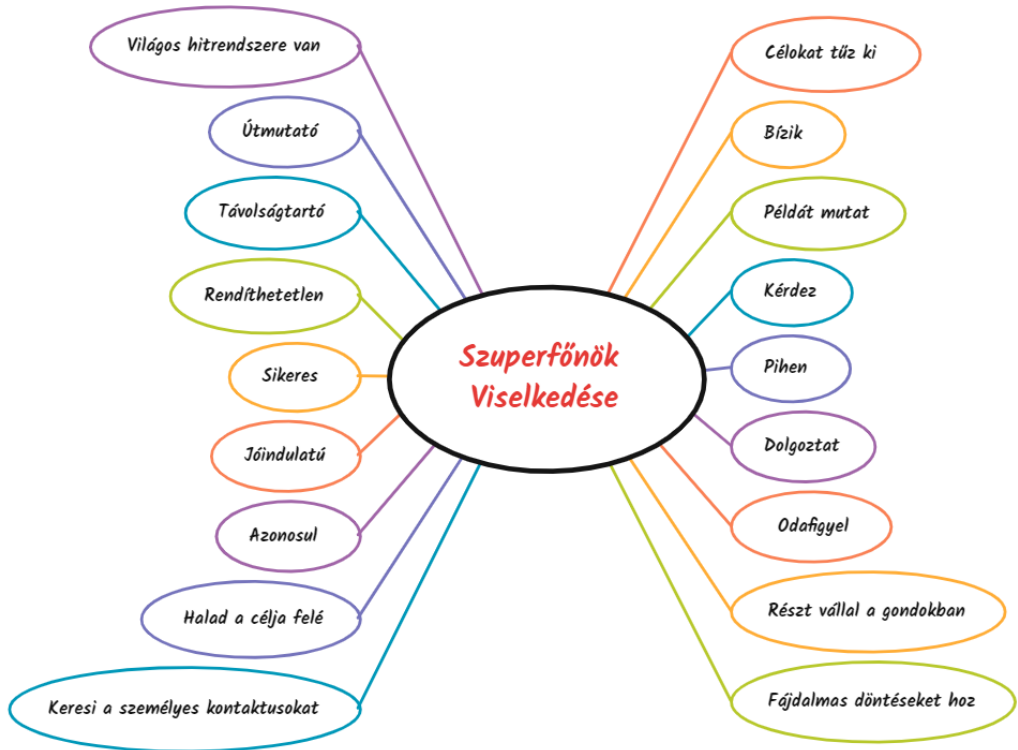 Világos hitrendszere van
Útmutató
Távolságtartó
Rendíthetetlen
Sikeres
Jóindulatú
Azonosul
Halad a célja felé
Keresi a személyes kontaktusokat
Szuperfőnök
Viselkedése
Célokat tűz ki
Bízik
Példát mutat
Kérdez
Pihen
Dolgoztat
Odafigyel
Részt vállal a gondokban
Fájdalmas döntéseket hoz